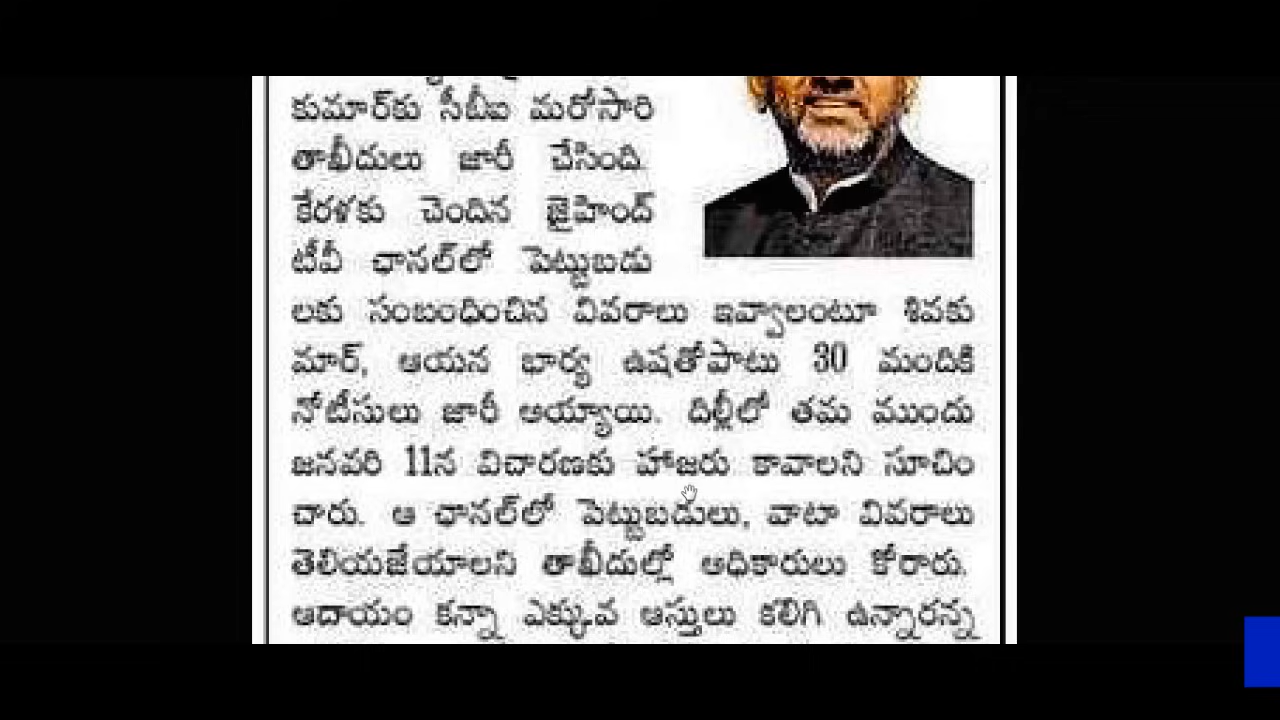 కుమార్‌కు సీబీఐ మరోసారి
తాఖీదులు జారీ చేసింది.
కేరళకు చెందిన జైహింద్
టీవీ ఛానల్‌లో పెట్టుబడు
లకు సంబంధించిన వివరాలు ఇవ్వాలంటూ శివకు
మార్, ఆయన భార్య ఉషతోపాటు 30 మందికి
నోటీసులు జారీ అయ్యాయి. దిల్లీలో తమ ముందు
జనవరి 11న విచారణకు హాజరు కావాలని సూచిం
చారు. ఆ ఛానల్‌లో పెట్టుబడులు, వాటా వివరాలు
తెలియజేయాలని తాఖీదుల్లో అధికారులు కోరారు.
ఆదాయం కన్నా ఎక్కువ ఆస్తులు కలిగి ఉన్నారన్న